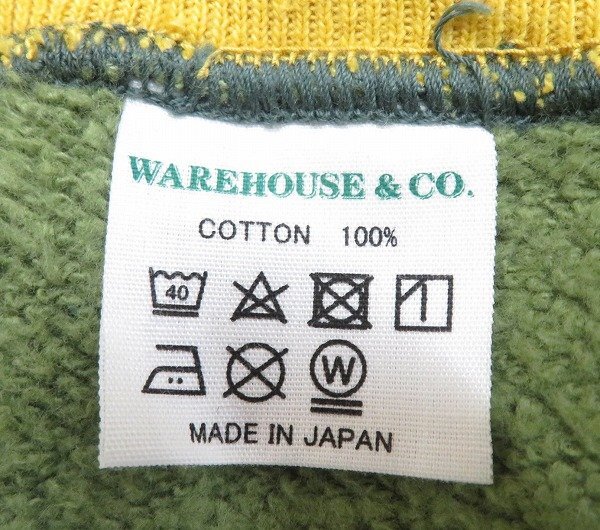 WAREHOUSE & CO.
COTTON 100%
40
W
MADE IN JAPAN